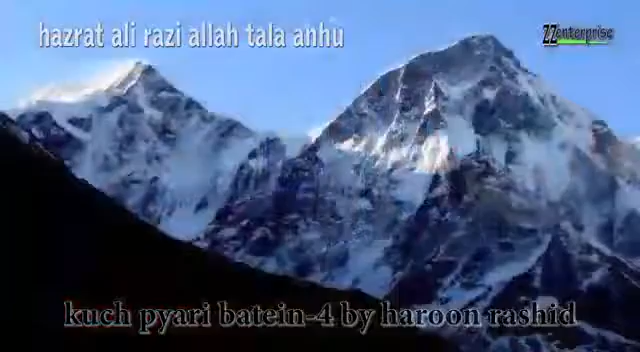 hazrat ali razi allah tala anhu
ZZenterprise
kuch pyari batein-4 by haroon rashid